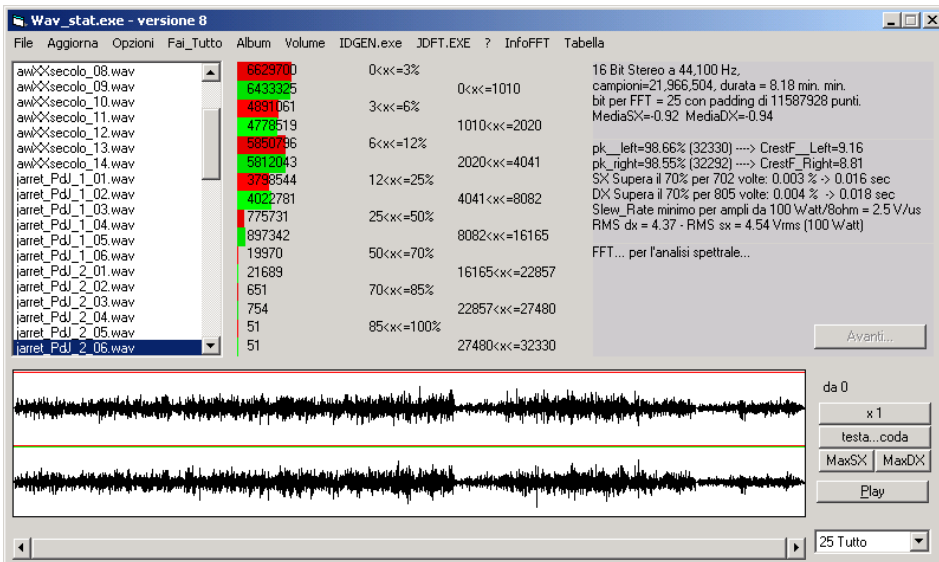 Wav_stat.exe - versione 8
File Aggiorna Opzioni Fai_Tutto Album Volume IDGEN.exe JDFT.EXE ? InfoFFT Tabella
awXXsecolo_08.wav
awXXsecolo_09.wav
awXXsecolo_10.wav
awXXsecolo_11.wav
awXXsecolo_12.wav
awXXsecolo_13.wav
awXXsecolo_14.wav
jarret_PdJ_1_01.wav
jarret_PdJ_1_02.wav
jarret_PdJ_1_03.wav
jarret_PdJ_1_04.wav
jarret_PdJ_1_05.wav
jarret_PdJ_1_06.wav
jarret_PdJ_2_01.wav
jarret_PdJ_2_02.wav
jarret_PdJ_2_03.wav
jarret_PdJ_2_04.wav
jarret_PdJ_2_05.wav
jarret_PdJ_2_06.wav
6629700 0<x<=3%
6433325 0<x<=1010
4891061 3<x<=6%
4778519 1010<x<=2020
5850796 6<x<=12%
5812043 2020<x<=4041
3798544 12<x<=25%
4022781 4041<x<=8082
775731 25<x<=50%
897342 8082<x<=16165
19970 50<x<=70%
21689 16165<x<=22857
651 70<x<=85%
754 22857<x<=27480
51 85<x<=100%
51 27480<x<=32330
16 Bit Stereo a 44,100 Hz,
campioni=21,966,504, durata = 8.18 min. min.
bit per FFT = 25 con padding di 11587928 punti.
MediaSX=-0.92 MediaDX=-0.94
pk__left=98.66% (32330) ----> CrestF__Left=9.16
pk_right=98.55% (32292) ----> CrestF_Right=8.81
SX Supera il 70% per 702 volte: 0.003 % -> 0.016 sec
DX Supera il 70% per 805 volte: 0.004 % -> 0.018 sec
Slew_Rate minimo per ampli da 100 Watt/8ohm = 2.5 V/us
RMS dx = 4.37 - RMS sx = 4.54 Vrms (100 Watt)
FFT... per l'analisi spettrale...
Avanti...
da 0
x 1
testa...coda
MaxSX MaxDX
Play
25 Tutto